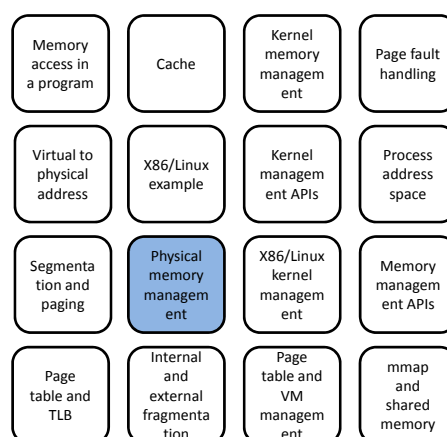 Memory
access in
a program
Cache
Kernel
memory
managem
ent
Page fault
handling
Virtual to
physical
address
X86/Linux
example
Kernel
managem
ent APIs
Process
address
space
Segmenta
tion and
paging
Physical
memory
managem
ent
X86/Linux
kernel
managem
ent
Memory
managem
ent APIs
Page
table and
TLB
Internal
and
external
fragmenta
tion
Page
table and
VM
managem
ent
mmap
and
shared
memory